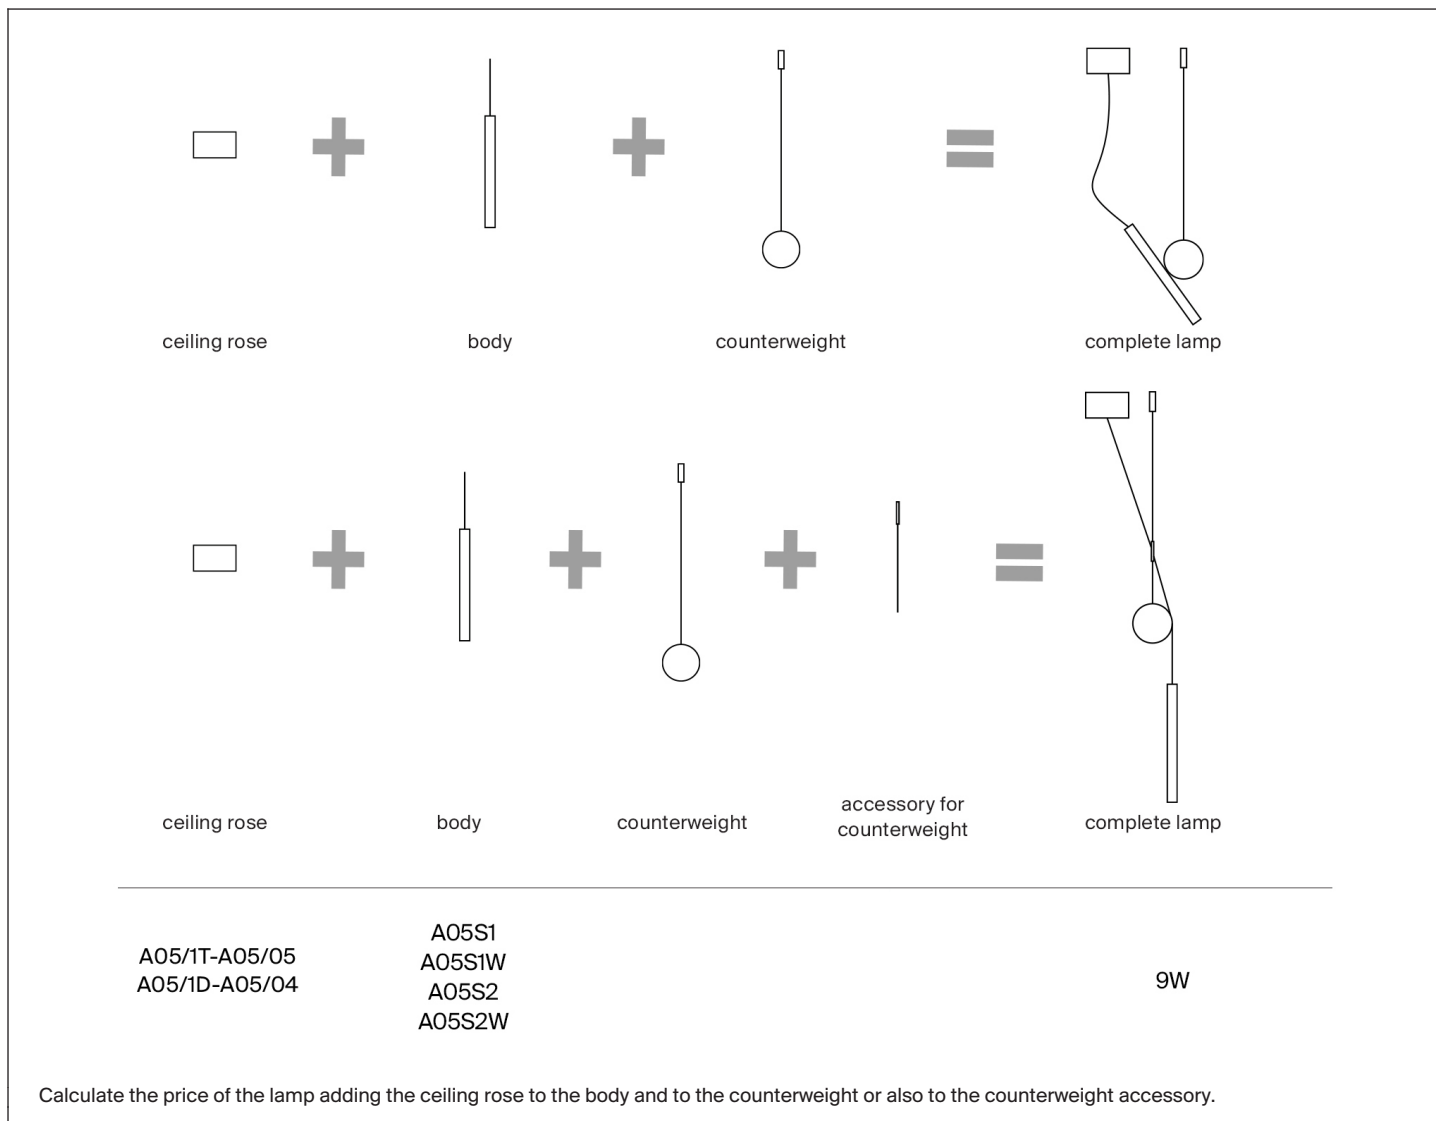 ceiling rose
body
counterweight
complete lamp
ceiling rose
body
counterweight
accessory for
counterweight
complete lamp
A05/1T-A05/05
A05/1D-A05/04
A05S1
A05S1W
A05S2
A05S2W
9W
Calculate the price of the lamp adding the ceiling rose to the body and to the counterweight or also to the counterweight accessory.